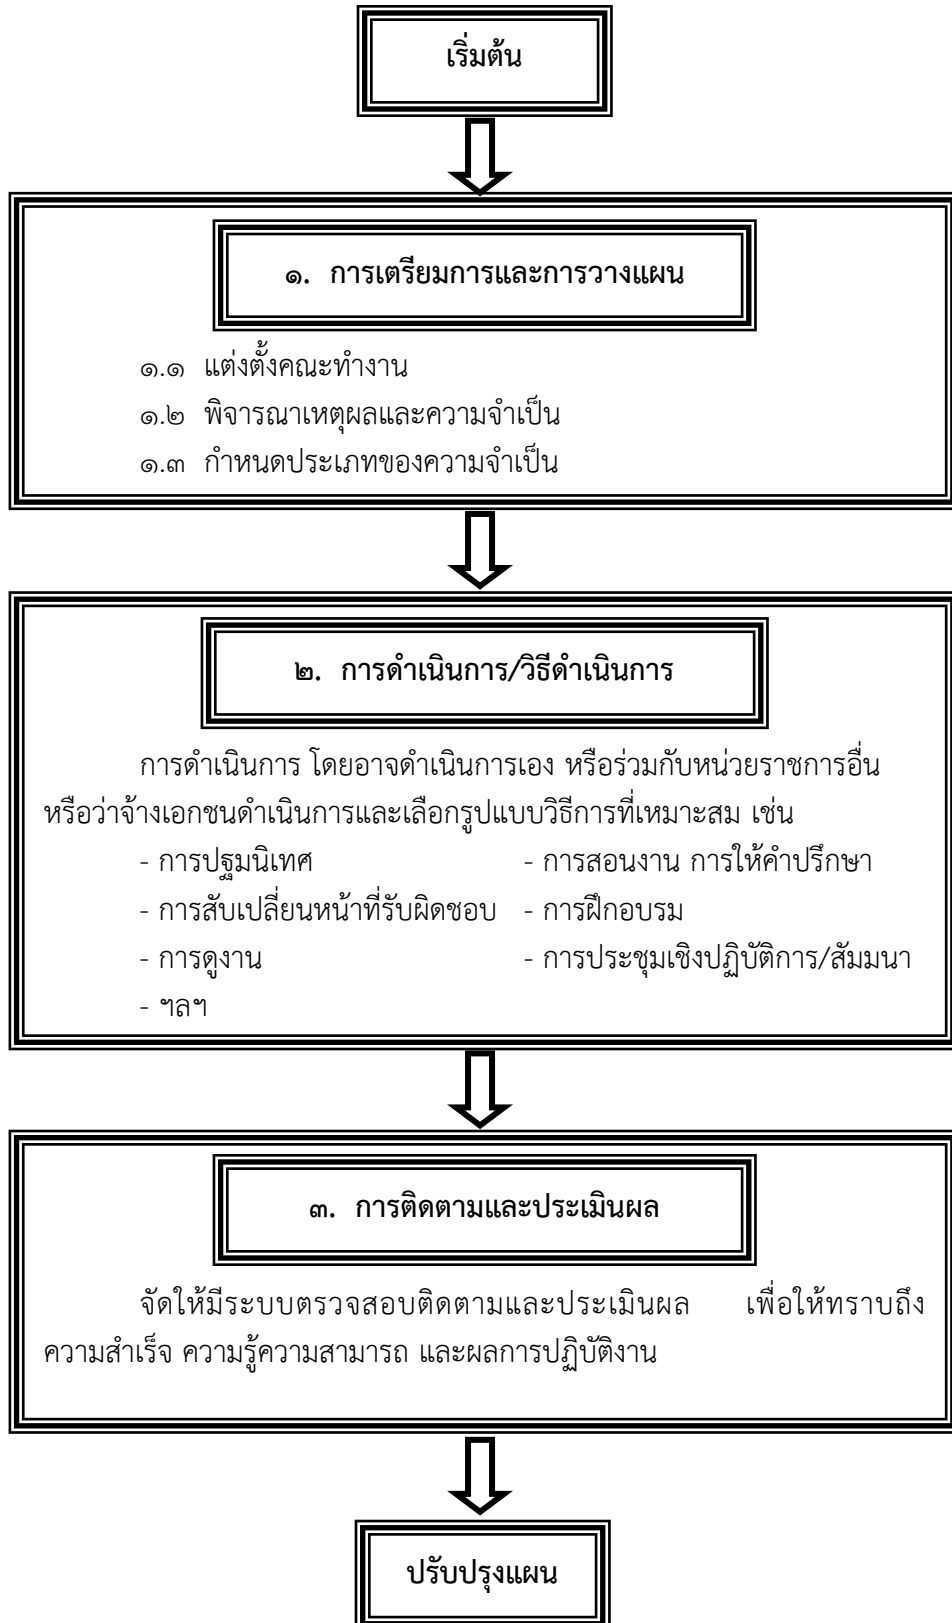 เริ่มต้น
๑. การเตรียมการและการวางแผน
๑.๑ แต่งตั้งคณะทำงาน
๑.๒ พิจารณาเหตุผลและความจำเป็น
๑.๓ กำหนดประเภทของความจำเป็น
๒. การดำเนินการ/วิธีดำเนินการ
การดำเนินการ โดยอาจดำเนินการเอง หรือร่วมกับหน่วยราชการอื่น
หรือว่าจ้างเอกชนดำเนินการและเลือกรูปแบบวิธีการที่เหมาะสม เช่น
- การปฐมนิเทศ - การสอนงาน การให้คำปรึกษา
- การสับเปลี่ยนหน้าที่รับผิดชอบ - การฝึกอบรม
- การดูงาน - การประชุมเชิงปฏิบัติการ/สัมมนา
- ฯลฯ
๓. การติดตามและประเมินผล
จัดให้มีระบบตรวจสอบติดตามและประเมินผล เพื่อให้ทราบถึง
ความสำเร็จ ความรู้ความสามารถ และผลการปฏิบัติงาน
ปรับปรุงแผน